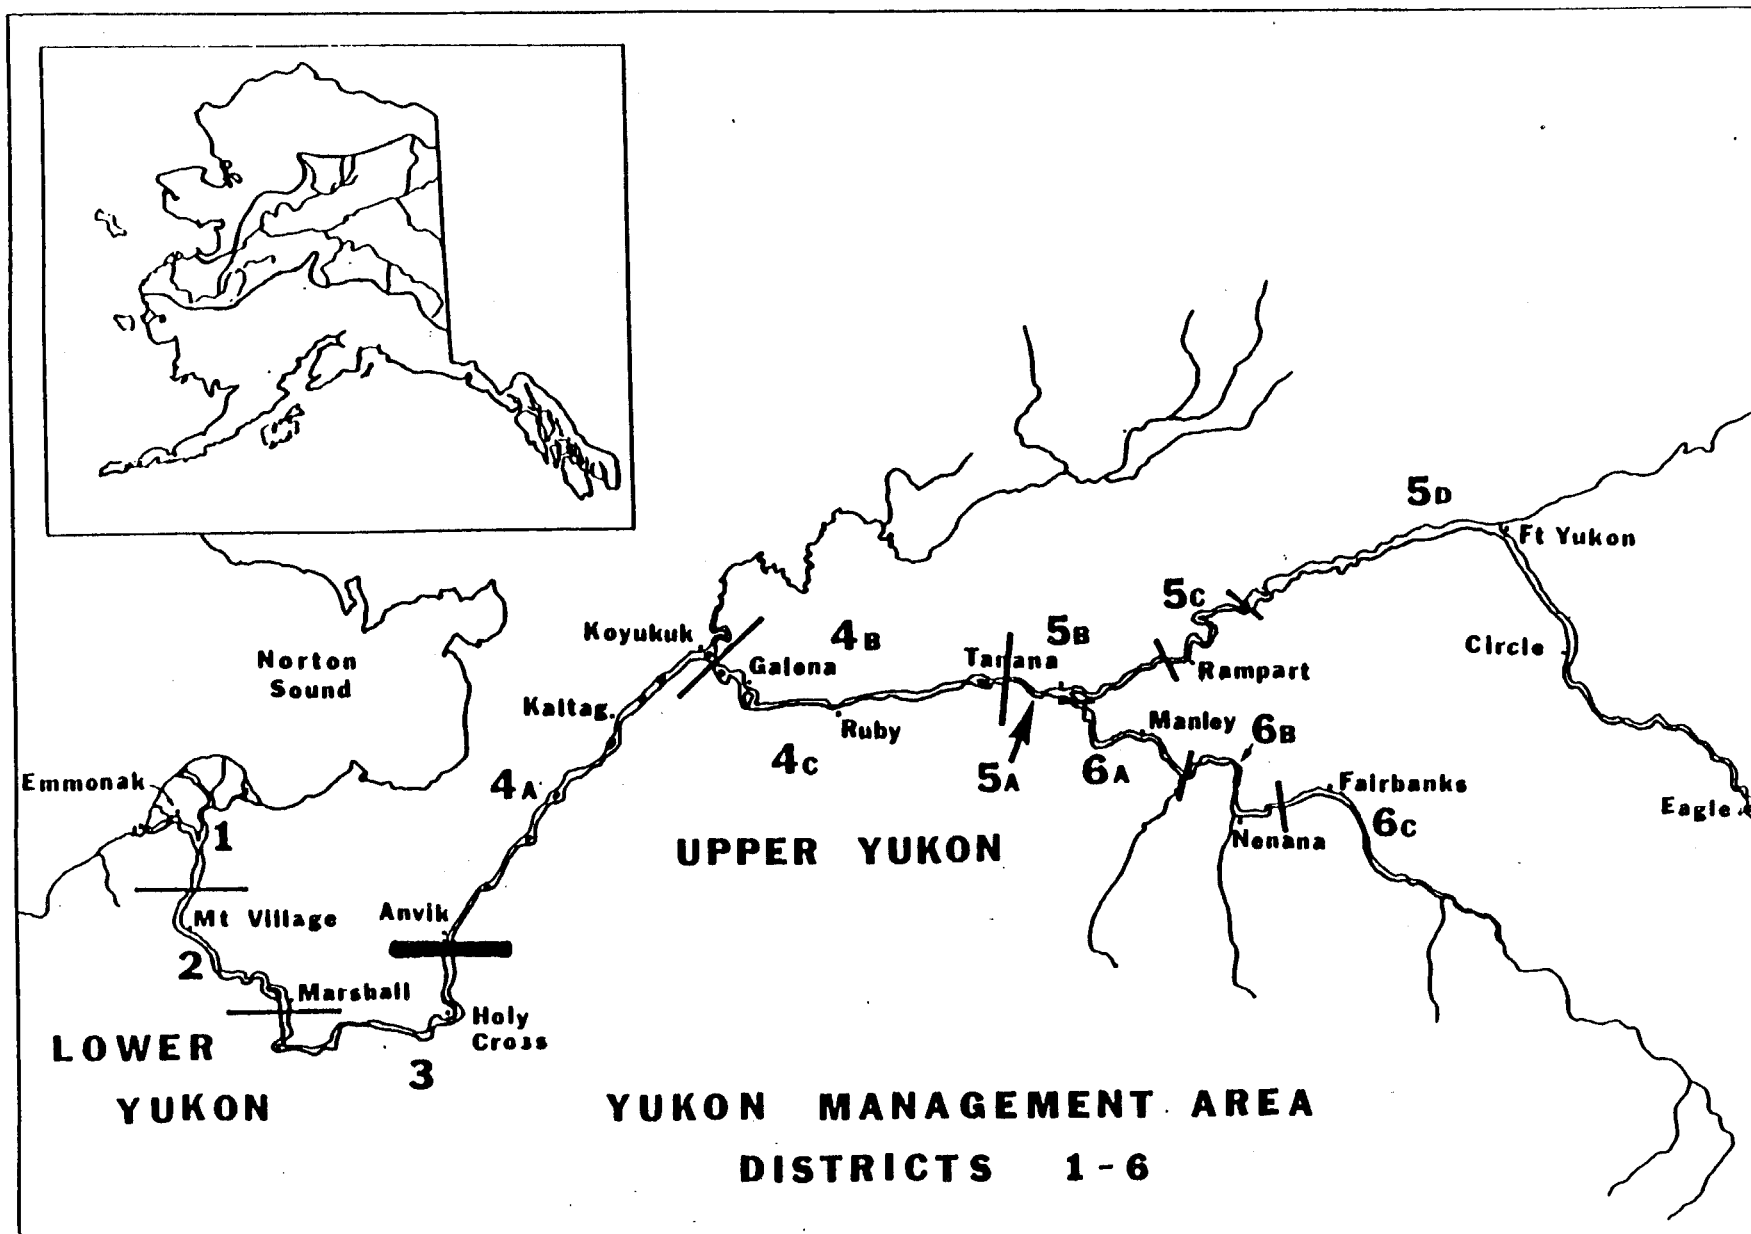 5D
Ft Yukon
5C
Koyukuk
4B
5B
Circle
Norton
Sound
Galena
Tanana
Rampart
Kaltag
Ruby
Manley
6B
4C
5A
6A
Emmonak
4A
Fairbanks
Eagle
1
6C
Nenana
UPPER YUKON
Mt Village
Anvik
2
Marshall
Holy
Cross
LOWER
YUKON
3
YUKON MANAGEMENT AREA
DISTRICTS 1-6